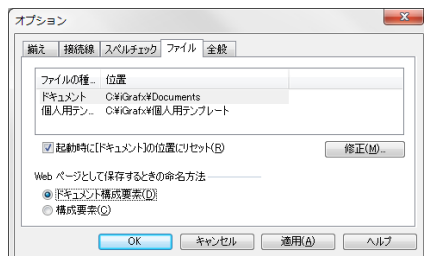 オプション
揃え 接続線 スペルチェック ファイル 全般
ファイルの種... 位置
ドキュメント C:¥iGrafx¥Documents
個人用テン... C:¥iGrafx¥個人用テンプレート
起動時に[ドキュメント]の位置にリセット(R) 修正(M)...
Web ページとして保存するときの命名方法
ドキュメント構成要素(D)
構成要素(C)
OK キャンセル 適用(A) ヘルプ